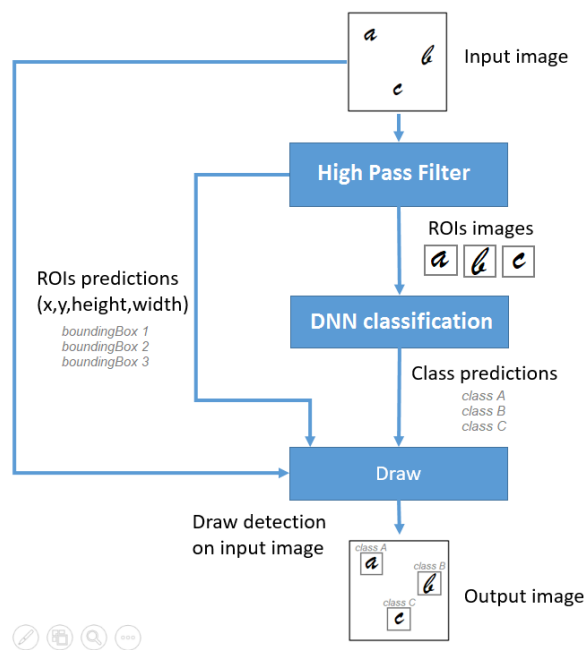 a
b
c
Input image
High Pass Filter
ROIs images
a b c
ROIs predictions
(x,y,height,width)
boundingBox 1
boundingBox 2
boundingBox 3
DNN classification
Class predictions
class A
class B
class C
Draw
Draw detection
on input image
class A
a
class B
b
class C
c
Output image